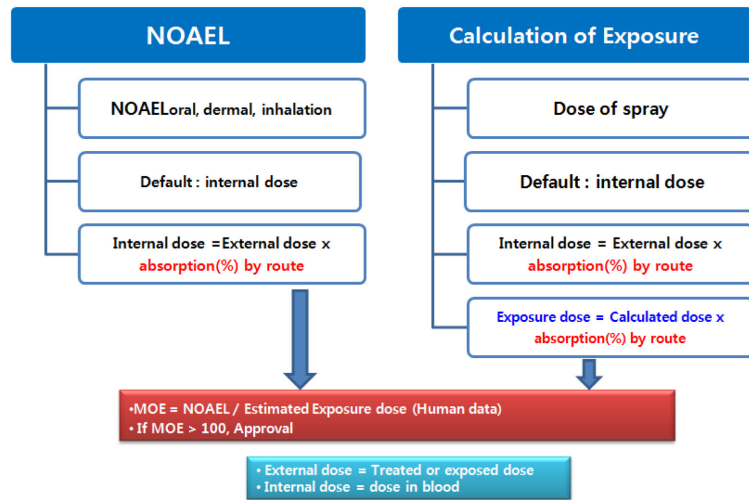 NOAEL
NOAELoral, dermal, inhalation
Default : internal dose
Internal dose =External dose x
absorption(%) by route
Calculation of Exposure
Dose of spray
Default : internal dose
Internal dose = External dose x
absorption(%) by route
Exposure dose = Calculated dose x
absorption(%) by route
•MOE = NOAEL / Estimated Exposure dose (Human data)
•If MOE > 100, Approval
• External dose = Treated or exposed dose
• Internal dose = dose in blood